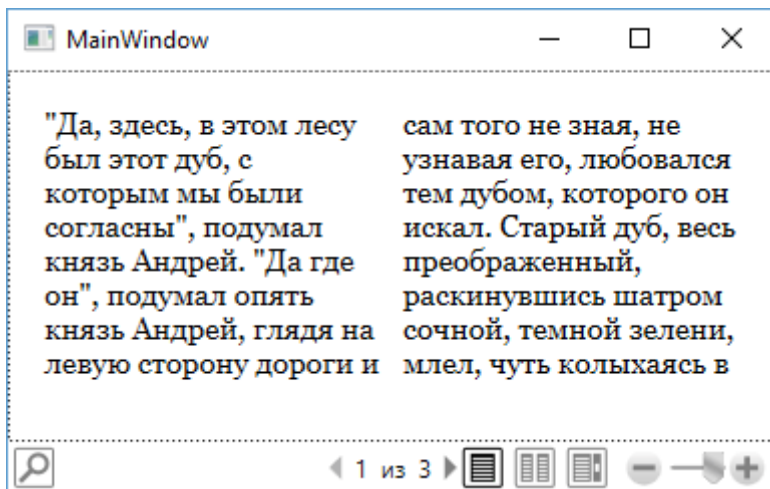 MainWindow
"Да, здесь, в этом лесу
был этот дуб, с
которым мы были
согласны", подумал
князь Андрей. "Да где
он", подумал опять
князь Андрей, глядя на
левую сторону дороги и
сам того не зная, не
узнавая его, любовался
тем дубом, которого он
искал. Старый дуб, весь
преображенный,
раскинувшись шатром
сочной, темной зелени,
млел, чуть колыхаясь в
1 из 3